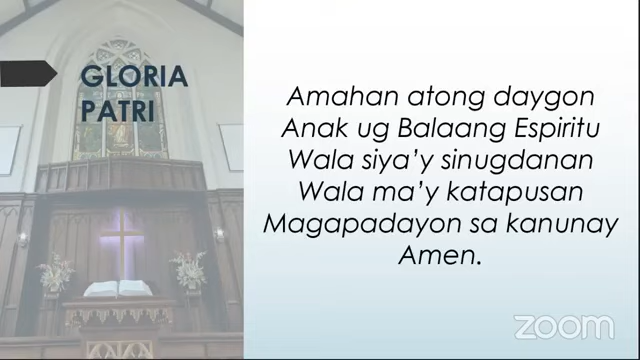 GLORIA
PATRI
Amahan atong daygon
Anak ug Balaang Espiritu
Wala siya’y sinugdanan
Wala ma’y katapusan
Magapadayon sa kanunay
Amen.
zoom